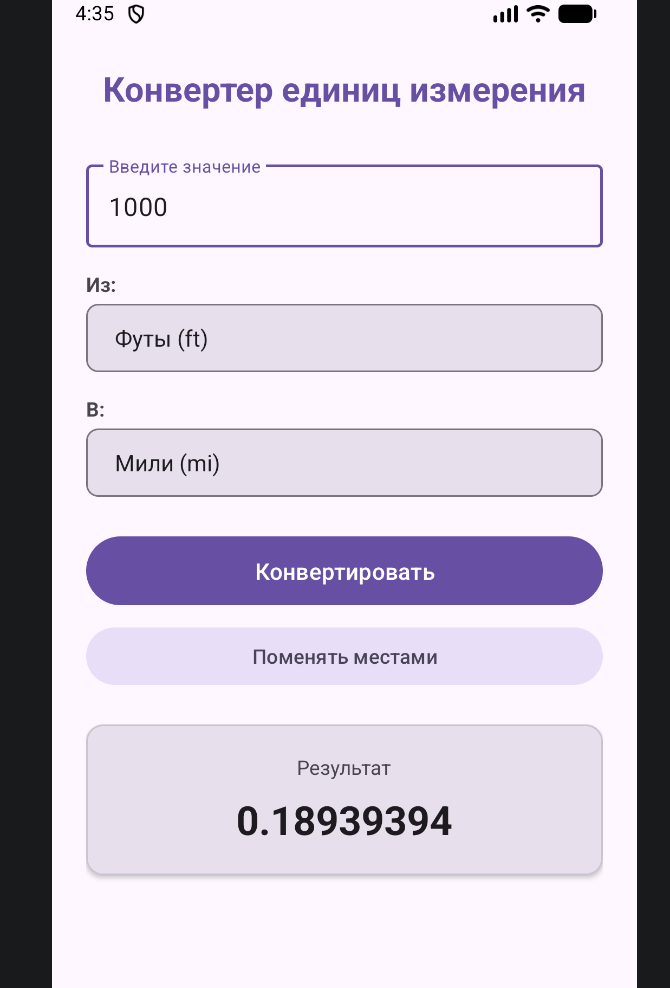 4:35
Конвертер единиц измерения
Введите значение
1000
Из:
Футы (ft)
В:
Мили (mi)
Конвертировать
Поменять местами
Результат
0.18939394